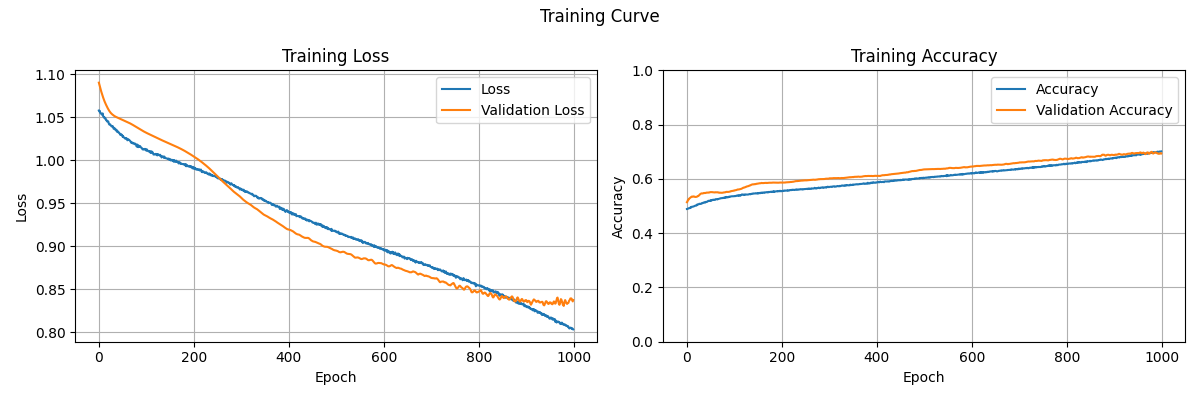 Training Curve
Training Loss
1.10
1.05
1.00
0.95
0.90
0.85
0.80
Loss
0 200 400 600 800 1000
Epoch
Loss
Validation Loss
Training Accuracy
1.0
0.8
0.6
0.4
0.2
0.0
Accuracy
0 200 400 600 800 1000
Epoch
Accuracy
Validation Accuracy